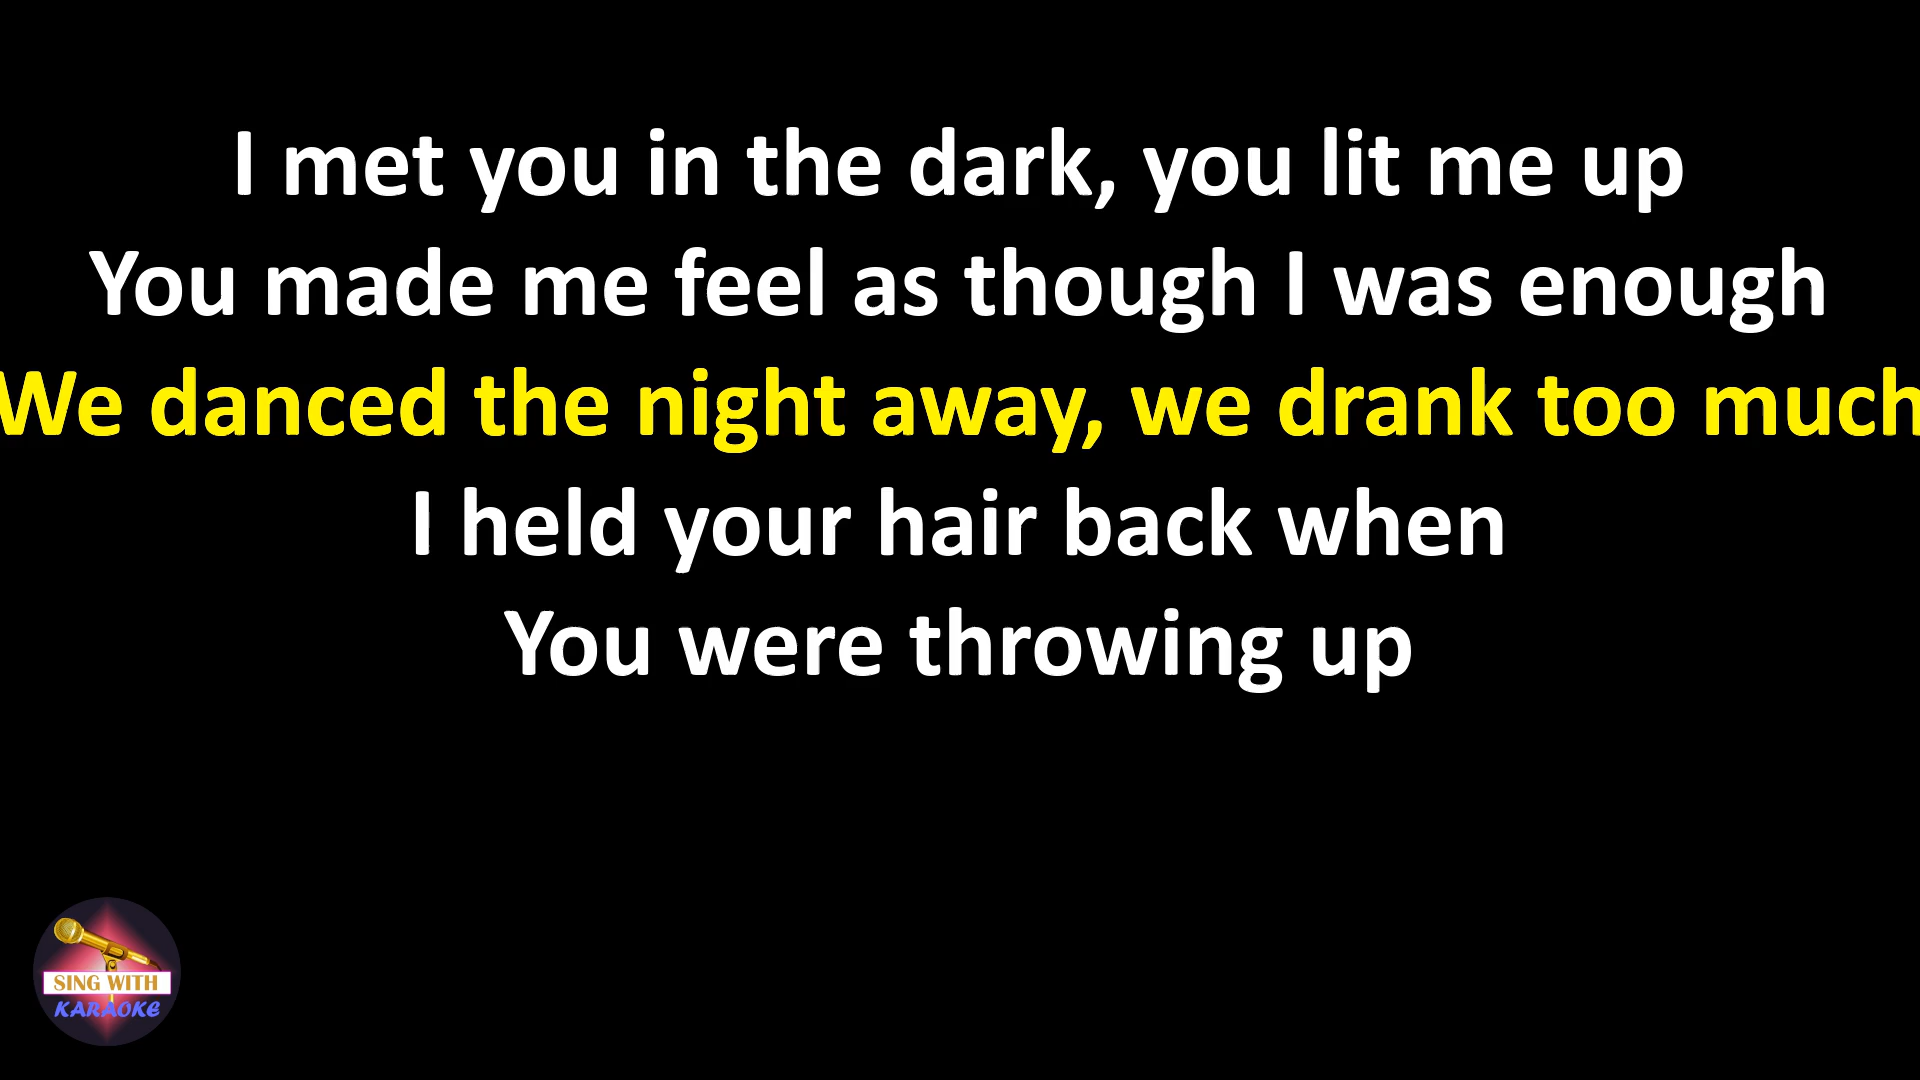 I met you in the dark, you lit me up
You made me feel as though I was enough
We danced the night away, we drank too much
I held your hair back when
You were throwing up
SING WITH
KARAOKE